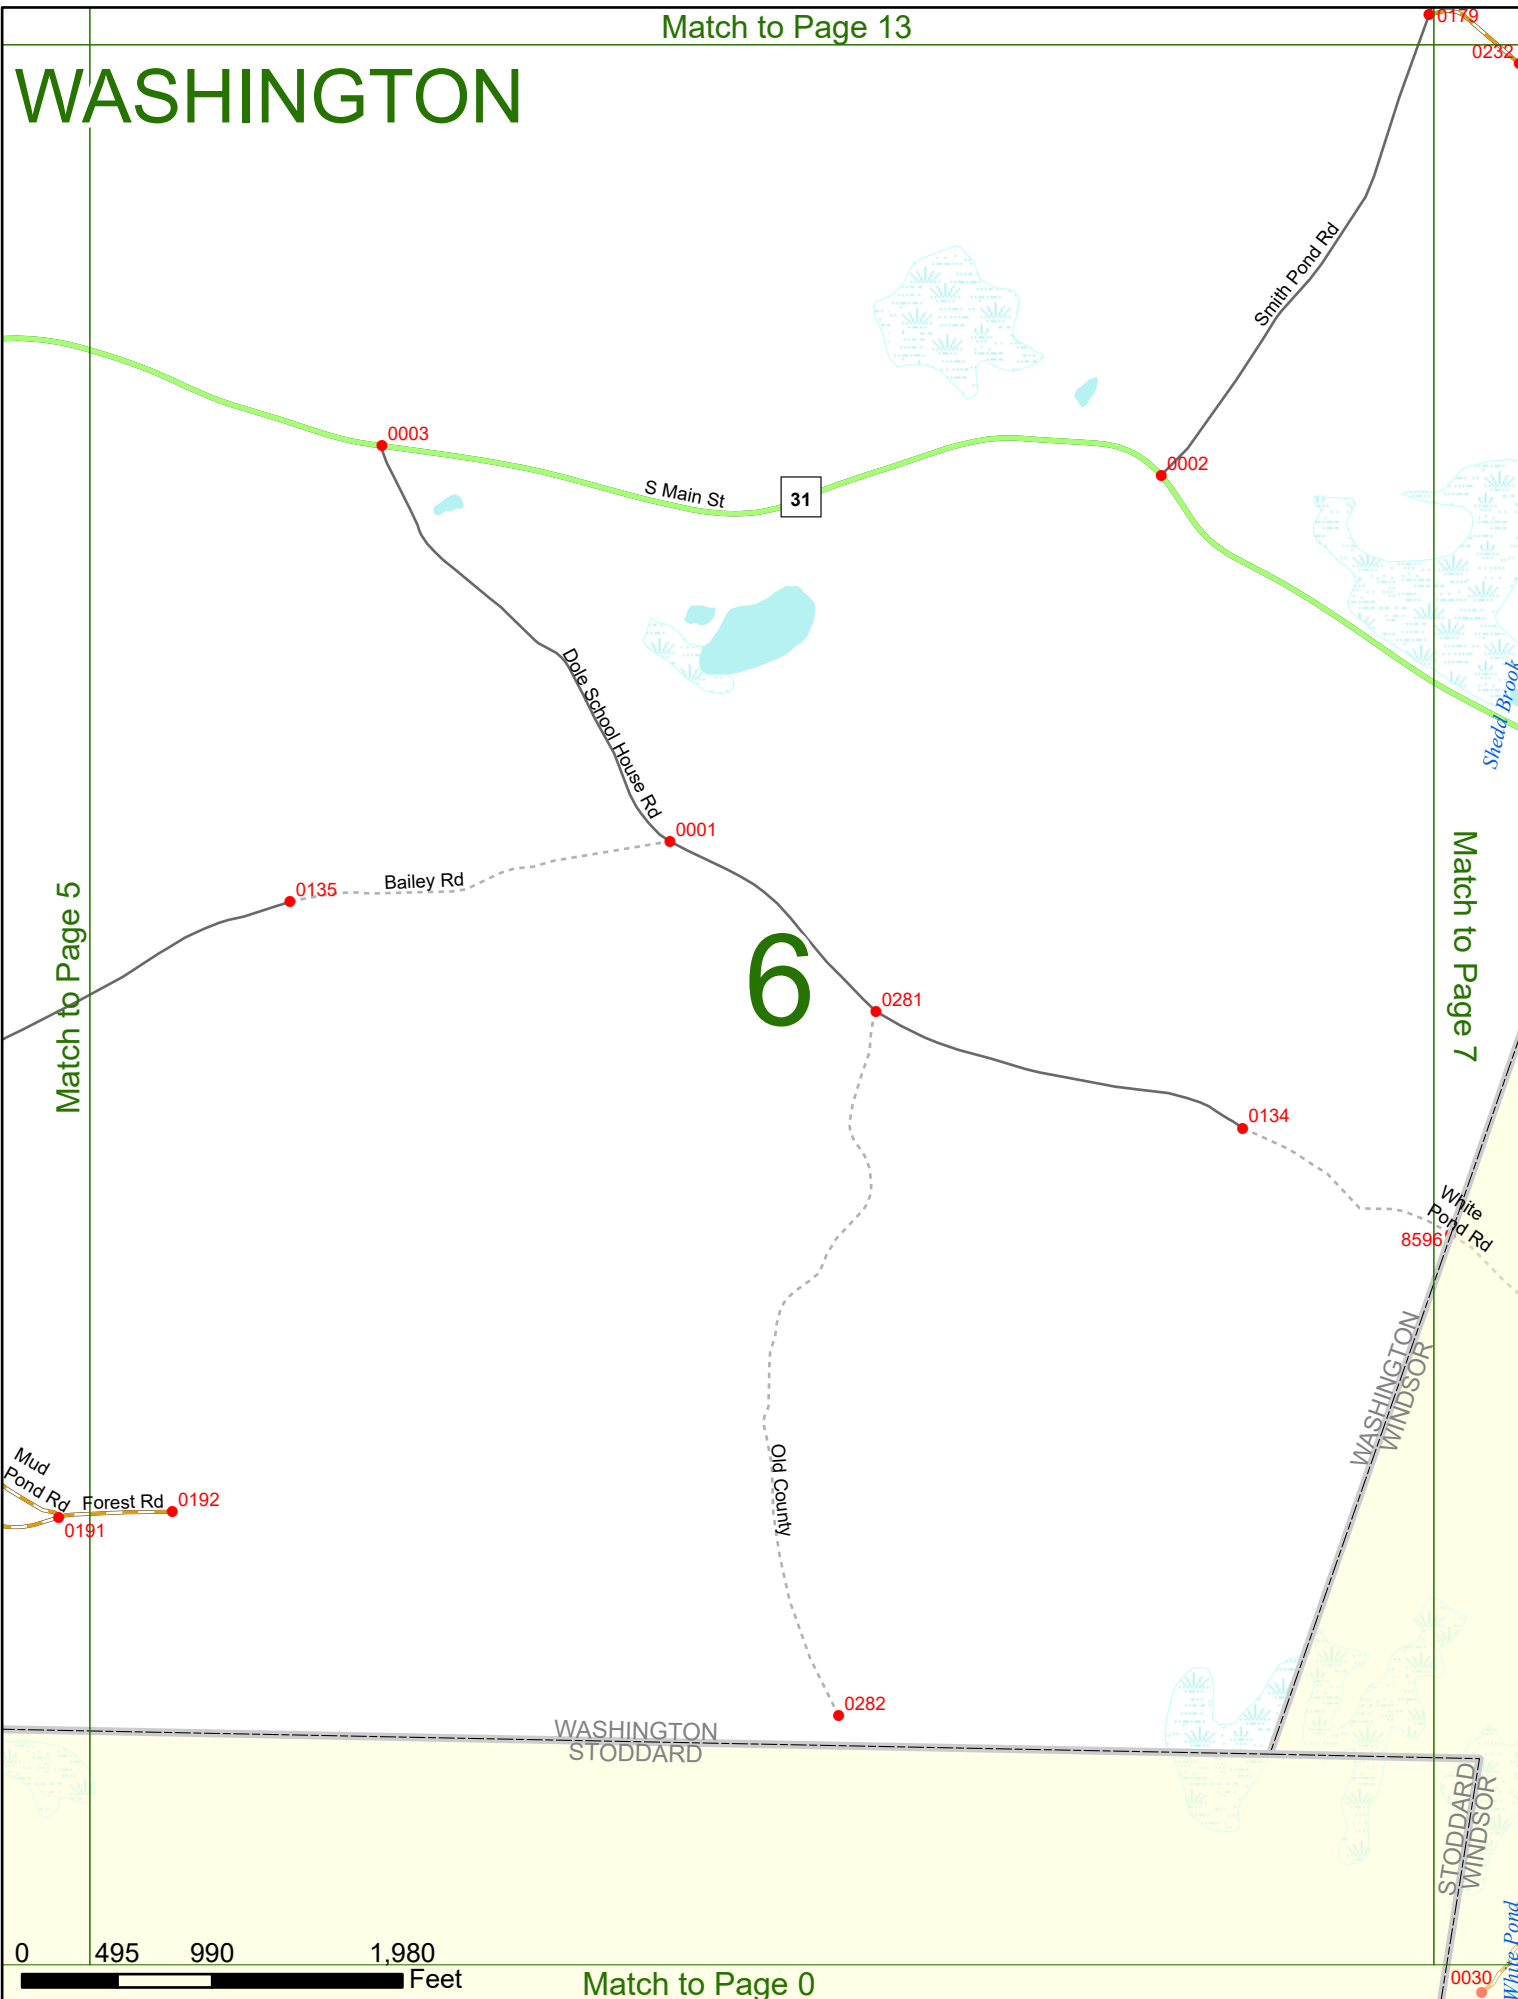 Match to Page 13
0179
0232
WASHINGTON
Smith Pond Rd
0003
0002
S Main St
31
Dole School House Rd
Shedd Brook
0001
Bailey Rd
0135
Match to Page 5
6
Match to Page 7
0281
0134
White
Pond Rd
8596
WASHINGTON
WINDSOR
Mud
Pond Rd
Forest Rd
0192
0191
Old County
0282
WASHINGTON
STODDARD
STODDARD
WINDSOR
White Pond
0030
0 495 990 1,980
Feet
Match to Page 0